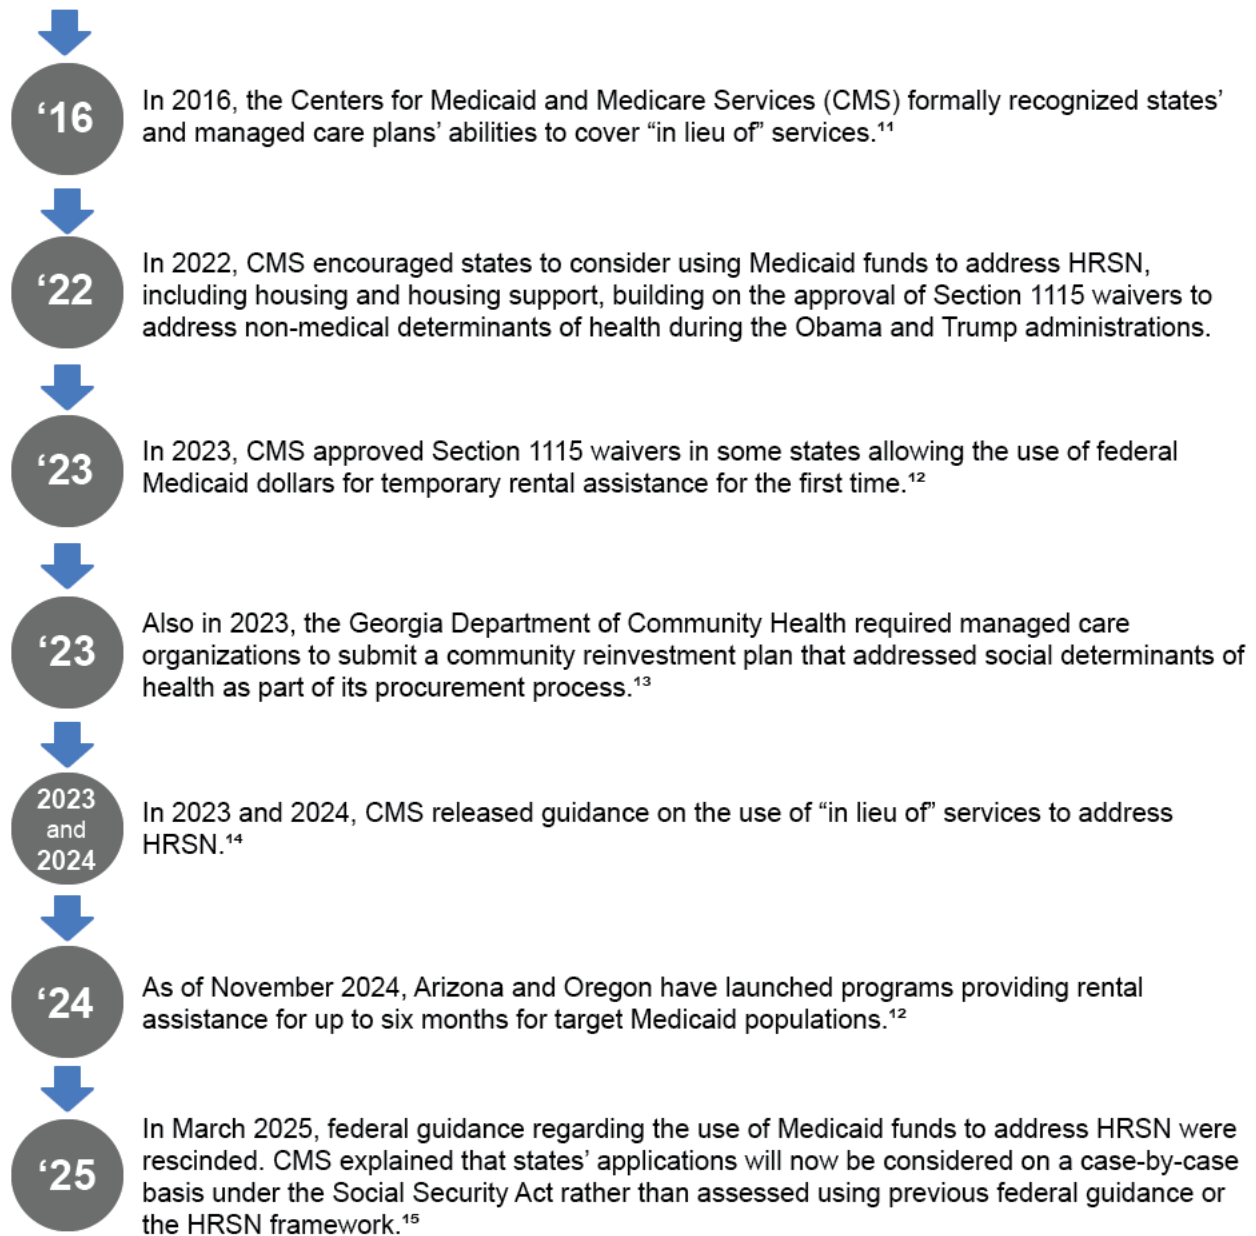 ‘16
In 2016, the Centers for Medicaid and Medicare Services (CMS) formally recognized states’
and managed care plans’ abilities to cover “in lieu of” services.¹¹
‘22
In 2022, CMS encouraged states to consider using Medicaid funds to address HRSN,
including housing and housing support, building on the approval of Section 1115 waivers to
address non-medical determinants of health during the Obama and Trump administrations.
‘23
In 2023, CMS approved Section 1115 waivers in some states allowing the use of federal
Medicaid dollars for temporary rental assistance for the first time.¹²
‘23
Also in 2023, the Georgia Department of Community Health required managed care
organizations to submit a community reinvestment plan that addressed social determinants of
health as part of its procurement process.¹³
2023
and
2024
In 2023 and 2024, CMS released guidance on the use of “in lieu of” services to address
HRSN.¹⁴
‘24
As of November 2024, Arizona and Oregon have launched programs providing rental
assistance for up to six months for target Medicaid populations.¹²
‘25
In March 2025, federal guidance regarding the use of Medicaid funds to address HRSN were
rescinded. CMS explained that states’ applications will now be considered on a case-by-case
basis under the Social Security Act rather than assessed using previous federal guidance or
the HRSN framework.¹⁵